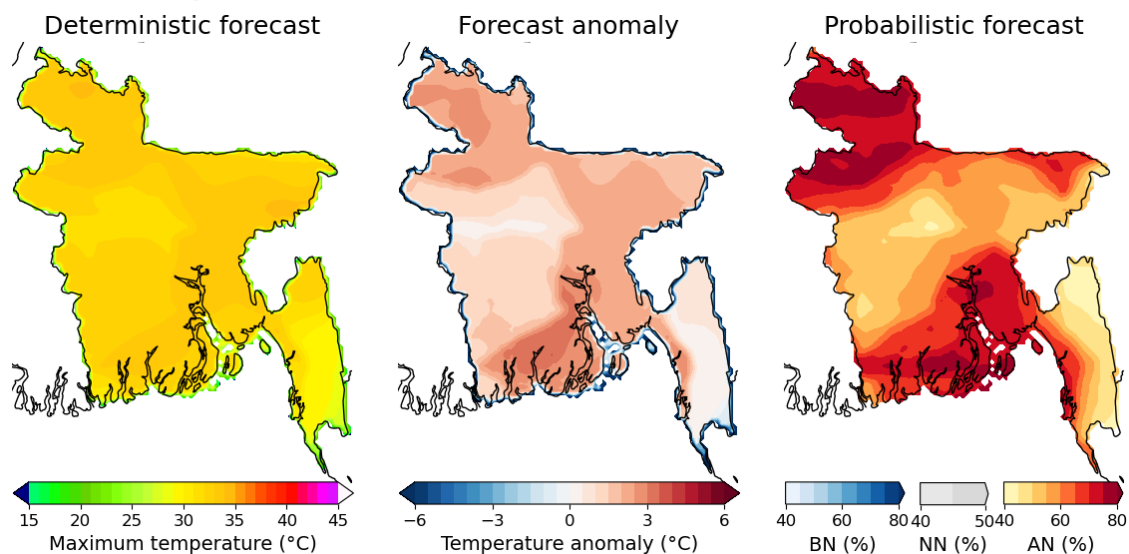 Deterministic forecast
Forecast anomaly
Probabilistic forecast
15 20 25 30 35 40 45
Maximum temperature (°C)
−6 −3 0 3 6
Temperature anomaly (°C)
40 60 80
BN (%)
40 50
NN (%)
40 60 80
AN (%)